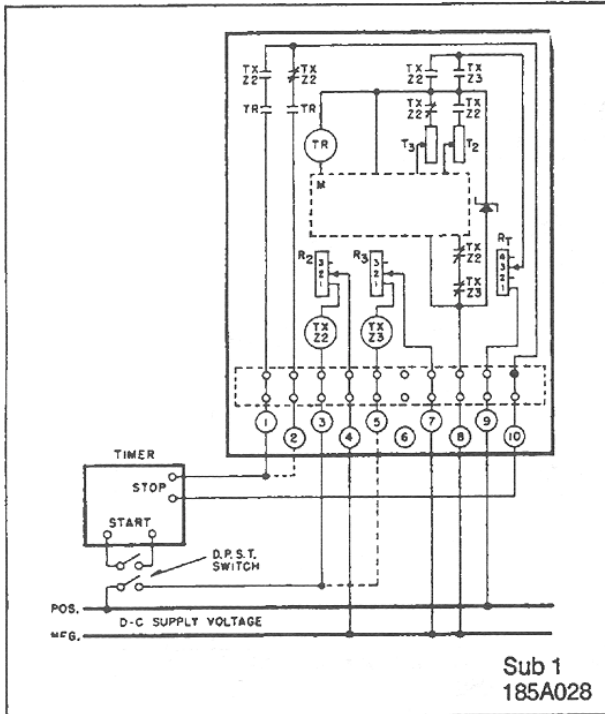 TX TX TX TX
Z2 Z2 Z2 Z3
TX TX
Z2 Z2
TR TR
TR T3 T2
M
TX
Z2
R2 R3 RT
3 3 4
2 2 3
1 1 2
1
TX
Z3
TX TX
Z2 Z3
1 2 3 4 5 6 7 8 9 10
TIMER
STOP
START
D.P.S.T.
SWITCH
POS.
D-C SUPPLY VOLTAGE
NEG.
Sub 1
185A028